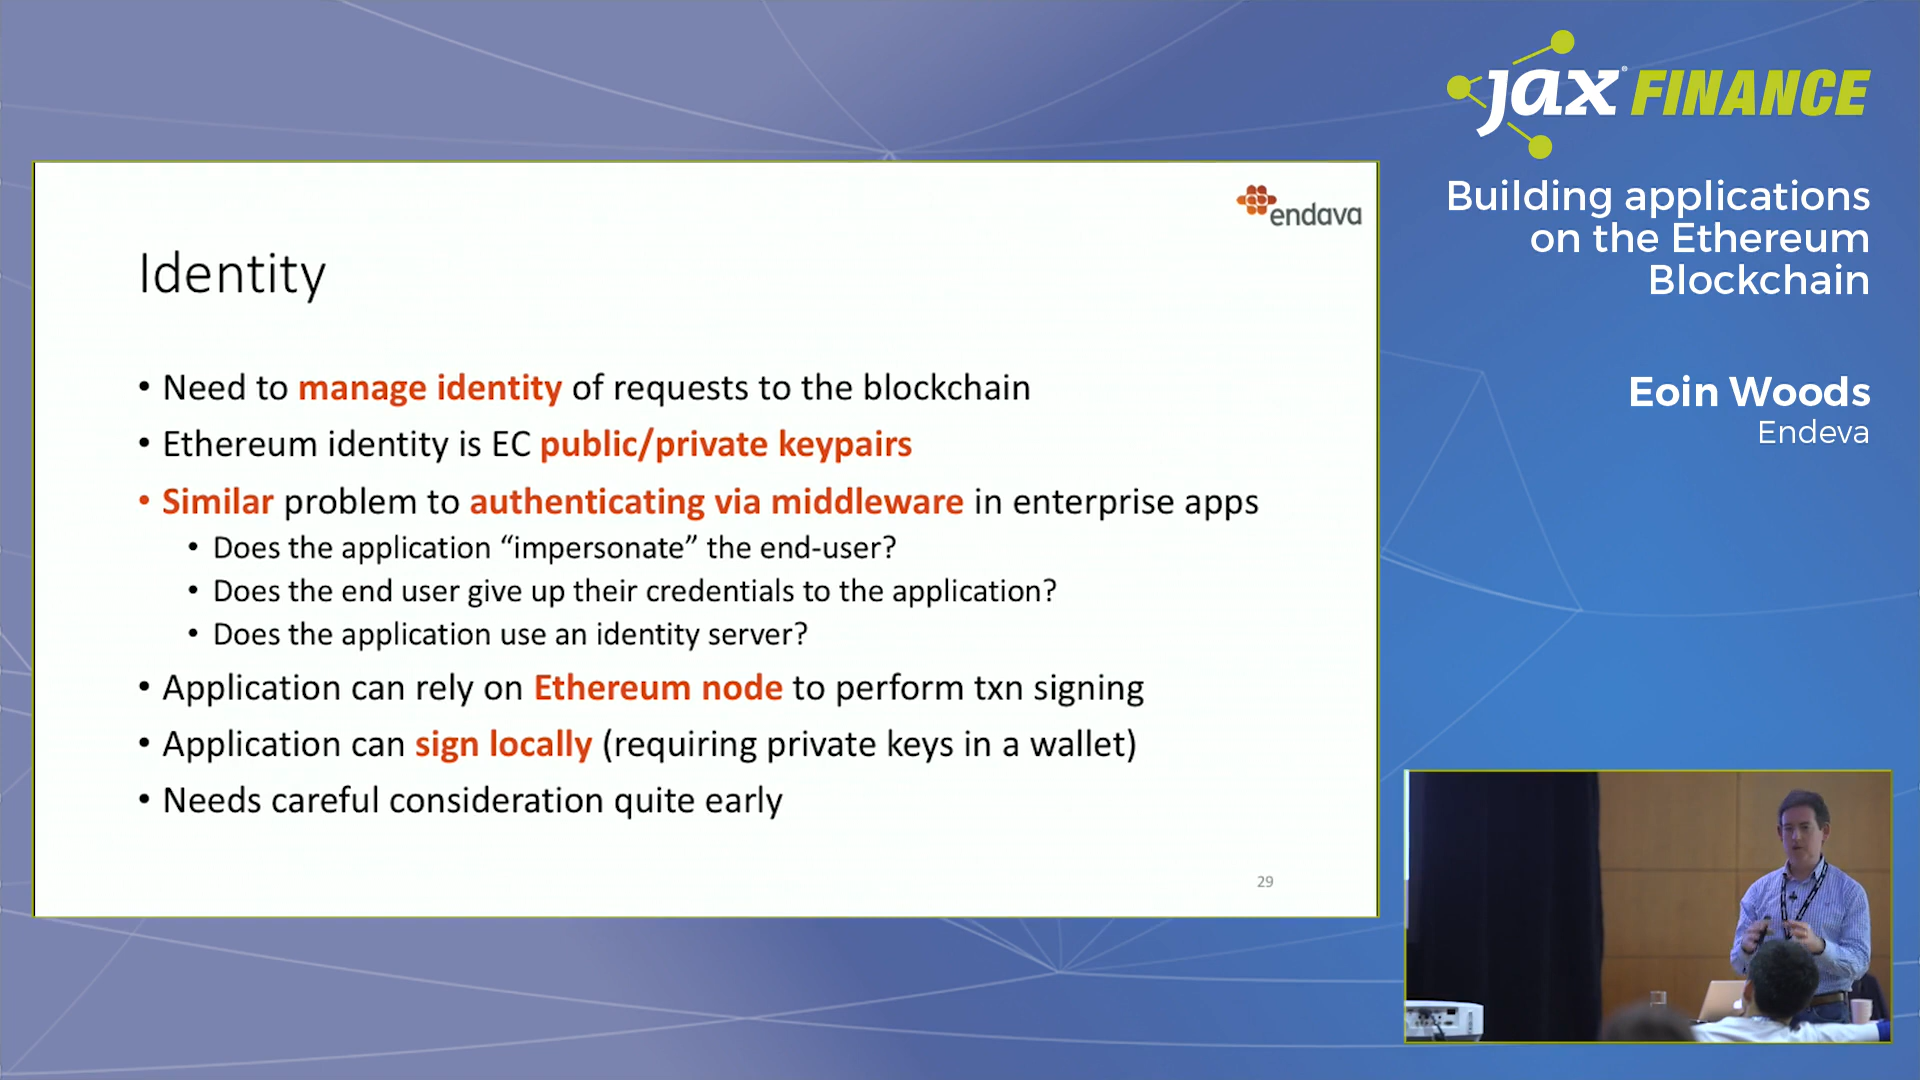 jax® FINANCE
Building applications
on the Ethereum
Blockchain
Eoin Woods
Endeva
endava
Identity
• Need to manage identity of requests to the blockchain
• Ethereum identity is EC public/private keypairs
• Similar problem to authenticating via middleware in enterprise apps
• Does the application “impersonate” the end-user?
• Does the end user give up their credentials to the application?
• Does the application use an identity server?
• Application can rely on Ethereum node to perform txn signing
• Application can sign locally (requiring private keys in a wallet)
• Needs careful consideration quite early
29